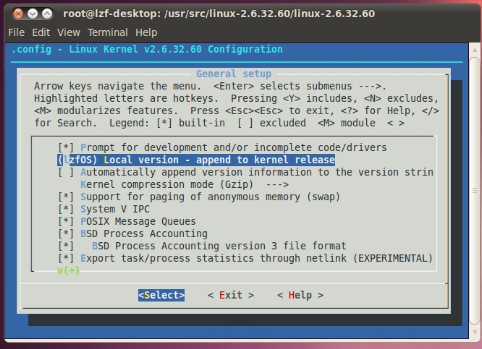 root@lzf-desktop: /usr/src/linux-2.6.32.60/linux-2.6.32.60
File Edit View Terminal Help
.config - Linux Kernel v2.6.32.60 Configuration
General setup
Arrow keys navigate the menu. <Enter> selects submenus --->.
Highlighted letters are hotkeys. Pressing <Y> includes, <N> excludes,
<M> modularizes features. Press <Esc><Esc> to exit, <?> for Help, </>
for Search. Legend: [*] built-in [ ] excluded <M> module < >
[*] Prompt for development and/or incomplete code/drivers
(lzfOS) Local version - append to kernel release
[ ] Automatically append version information to the version strin
Kernel compression mode (Gzip) --->
[*] Support for paging of anonymous memory (swap)
[*] System V IPC
[*] POSIX Message Queues
[*] BSD Process Accounting
[*] BSD Process Accounting version 3 file format
[*] Export task/process statistics through netlink (EXPERIMENTAL)
v(+)
<Select> < Exit > < Help >